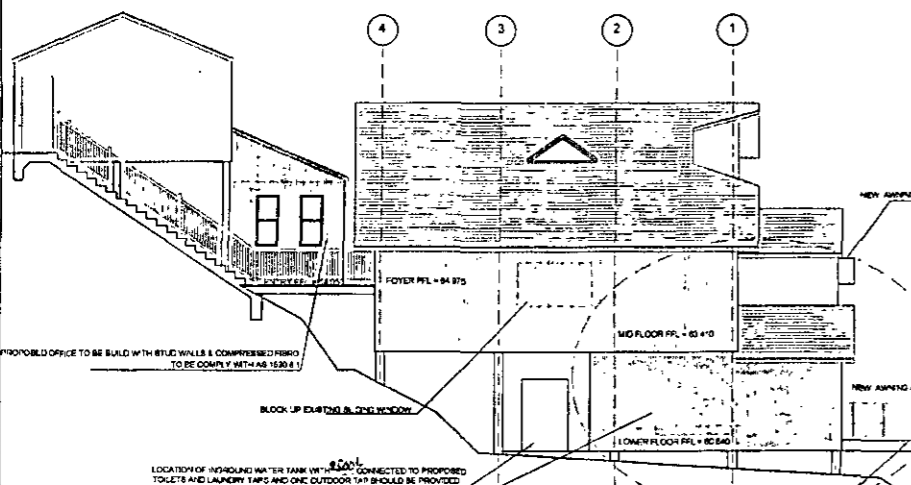 4 3 2 1
NEW AWNING
FOYER FFL = 64.975
MID FLOOR FFL = 63.410
PROPOSED OFFICE TO BE BUILD WITH STUD WALLS & COMPRESSED FIBRO
TO BE COMPLY WITH AS
NEW AWNING
BLOCK UP EXISTING SLIDING WINDOW
LOWER FLOOR FFL = 60.840
LOCATION OF INGROUND WATER TANK WITH CONNECTED TO PROPOSED
TOILETS AND LAUNDRY TAPS AND ONE OUTDOOR TAP SHOULD BE PROVIDED